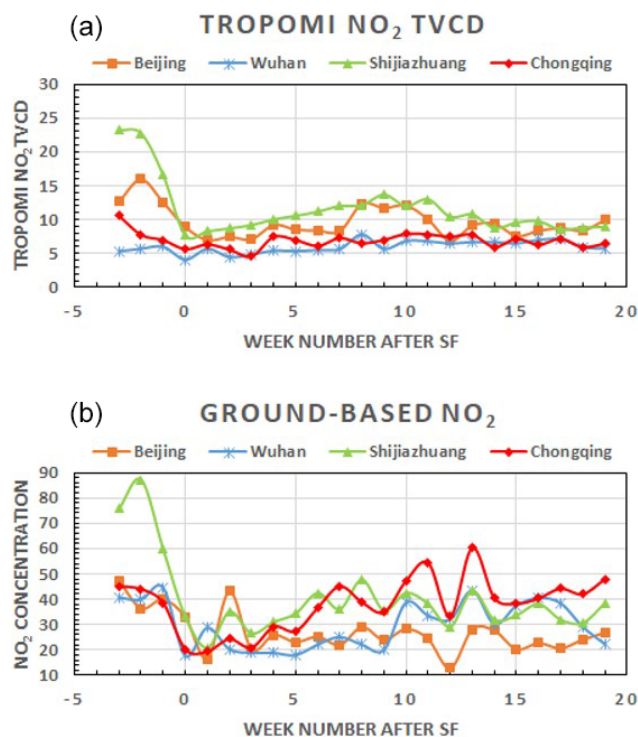 (a) TROPOMI NO₂ TVCD
Beijing Wuhan Shijiazhuang Chongqing
30
25
20
15
10
5
0
TROPOMI NO₂ TVCD
-5 0 5 10 15 20
WEEK NUMBER AFTER SF
(b) GROUND-BASED NO₂
Beijing Wuhan Shijiazhuang Chongqing
90
80
70
60
50
40
30
20
10
NO₂ CONCENTRATION
-5 0 5 10 15 20
WEEK NUMBER AFTER SF